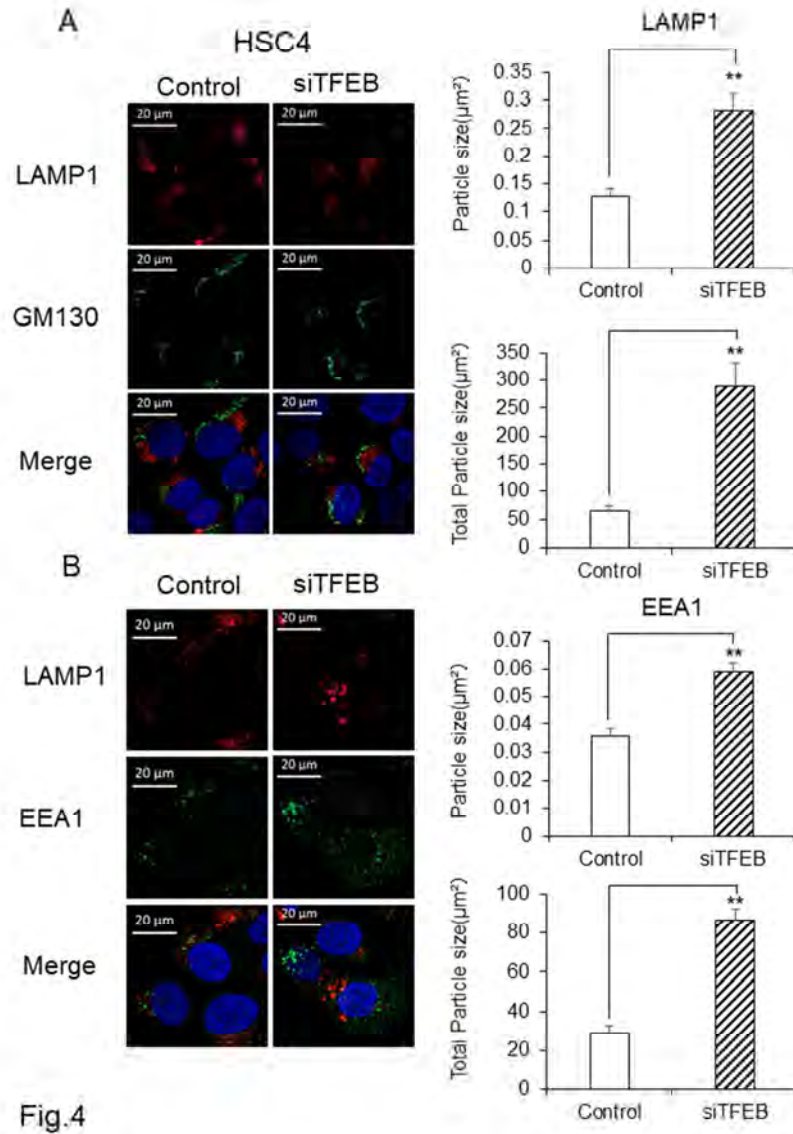 A
HSC4
Control siTFEB
LAMP1
20 µm
20 µm
GM130
20 µm
20 µm
Merge
20 µm
20 µm
LAMP1
Particle size(µm²)
0.35
0.3
0.25
0.2
0.15
0.1
0.05
0
**
Control siTFEB
Total Particle size(µm²)
350
300
250
200
150
100
50
0
**
Control siTFEB
B
Control siTFEB
LAMP1
20 µm
20 µm
EEA1
20 µm
20 µm
Merge
20 µm
20 µm
EEA1
Particle size(µm²)
0.07
0.06
0.05
0.04
0.03
0.02
0.01
0
**
Control siTFEB
Total Particle size(µm²)
100
80
60
40
20
0
**
Control siTFEB
Fig.4